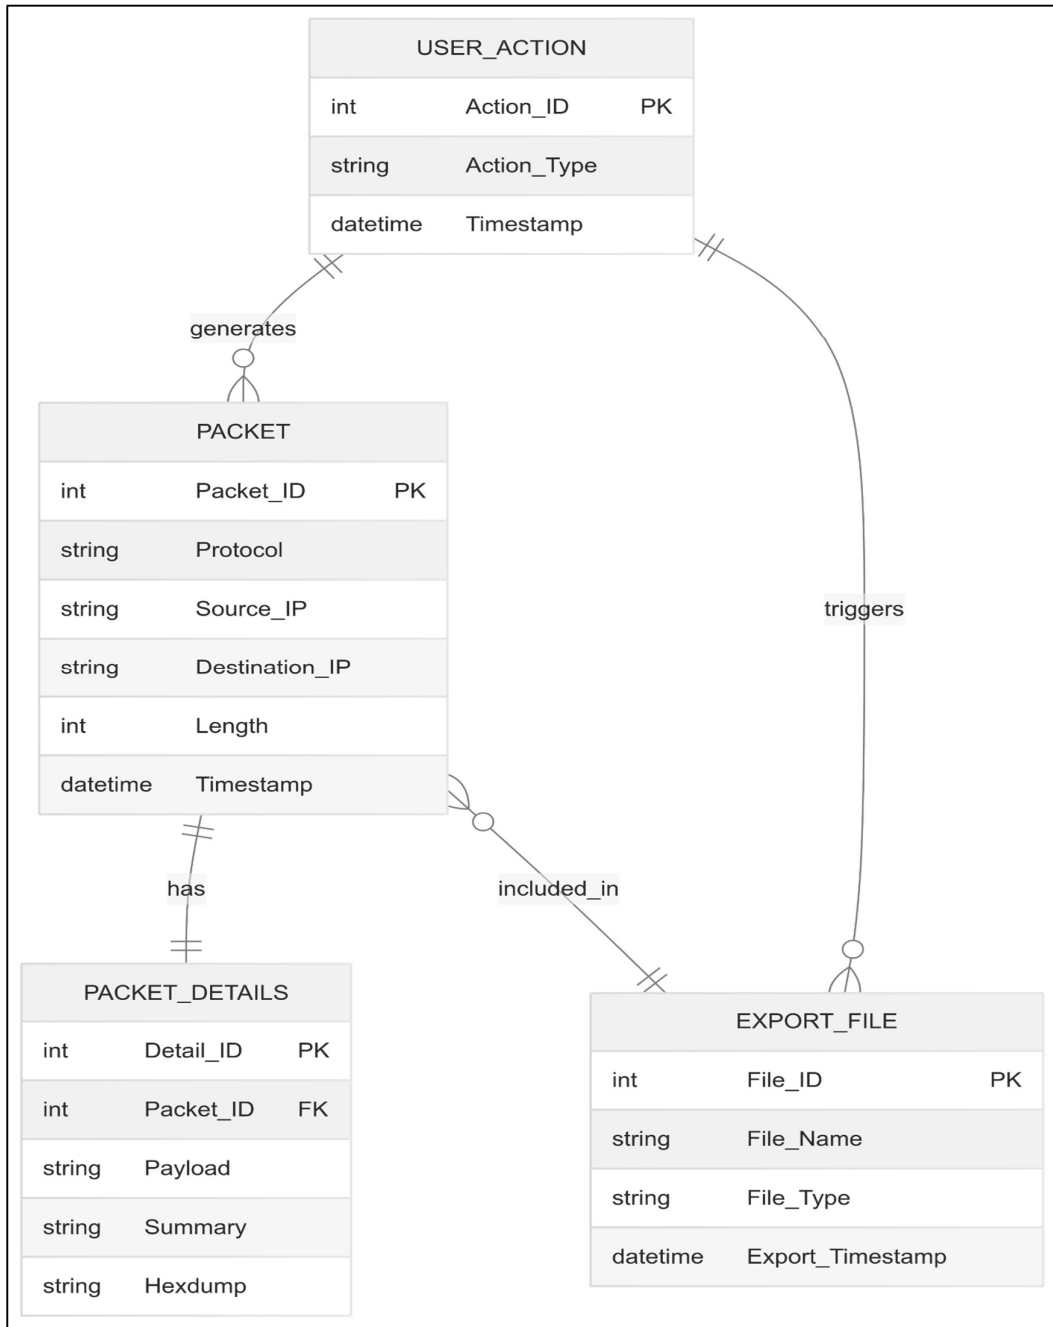 USER_ACTION
int Action_ID PK
string Action_Type
datetime Timestamp
generates
PACKET
int Packet_ID PK
string Protocol
string Source_IP
string Destination_IP
int Length
datetime Timestamp
triggers
has
included_in
PACKET_DETAILS
int Detail_ID PK
int Packet_ID FK
string Payload
string Summary
string Hexdump
EXPORT_FILE
int File_ID PK
string File_Name
string File_Type
datetime Export_Timestamp